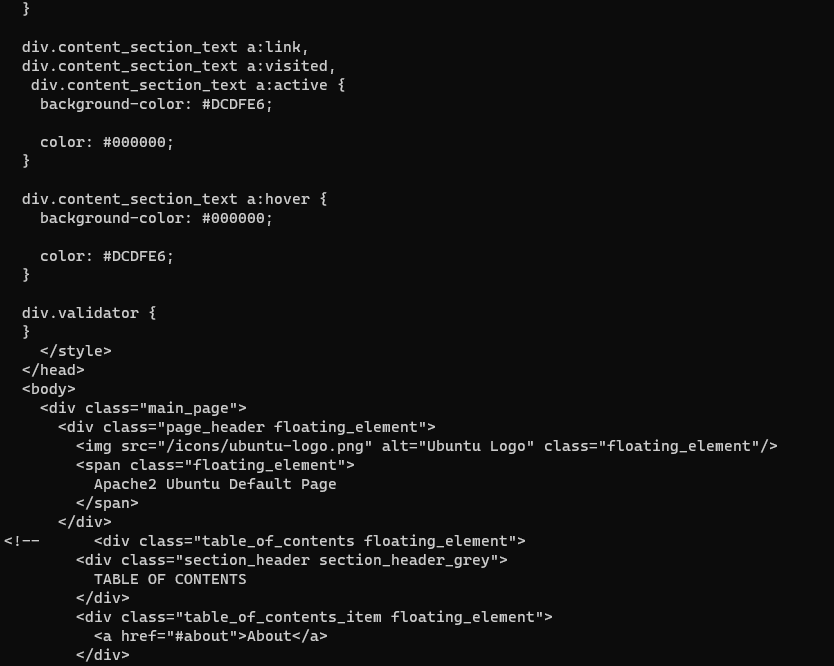 }

  div.content_section_text a:link,
  div.content_section_text a:visited,
   div.content_section_text a:active {
    background-color: #DCDFE6;

    color: #000000;
  }

  div.content_section_text a:hover {
    background-color: #000000;

    color: #DCDFE6;
  }

  div.validator {
  }
    </style>
  </head>
  <body>
    <div class="main_page">
      <div class="page_header floating_element">
        <img src="/icons/ubuntu-logo.png" alt="Ubuntu Logo" class="floating_element"/>
        <span class="floating_element">
          Apache2 Ubuntu Default Page
        </span>
      </div>
<!--      <div class="table_of_contents floating_element">
        <div class="section_header section_header_grey">
          TABLE OF CONTENTS
        </div>
        <div class="table_of_contents_item floating_element">
          <a href="#about">About</a>
        </div>